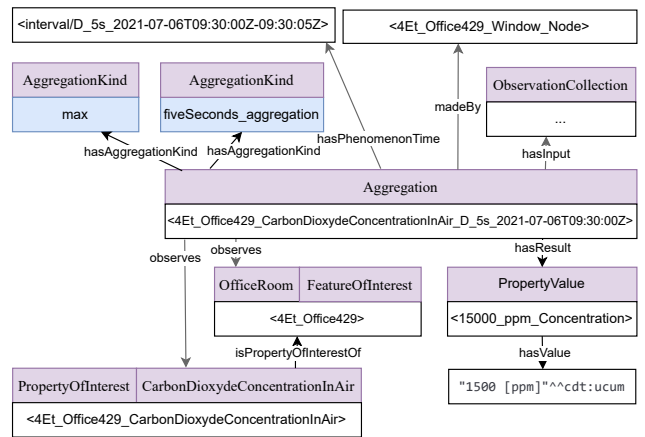 <interval/D_5s_2021-07-06T09:30:00Z-09:30:05Z>
<4Et_Office429_Window_Node>
AggregationKind
max
AggregationKind
fiveSeconds_aggregation
ObservationCollection
...
madeBy
hasPhenomenonTime
hasAggregationKind
hasAggregationKind
hasInput
Aggregation
<4Et_Office429_CarbonDioxydeConcentrationInAir_D_5s_2021-07-06T09:30:00Z>
observes
observes
hasResult
OfficeRoom FeatureOfInterest
<4Et_Office429>
PropertyValue
<15000_ppm_Concentration>
isPropertyOfInterestOf
hasValue
PropertyOfInterest CarbonDioxydeConcentrationInAir
<4Et_Office429_CarbonDioxydeConcentrationInAir>
"1500 [ppm]"^^cdt:ucum